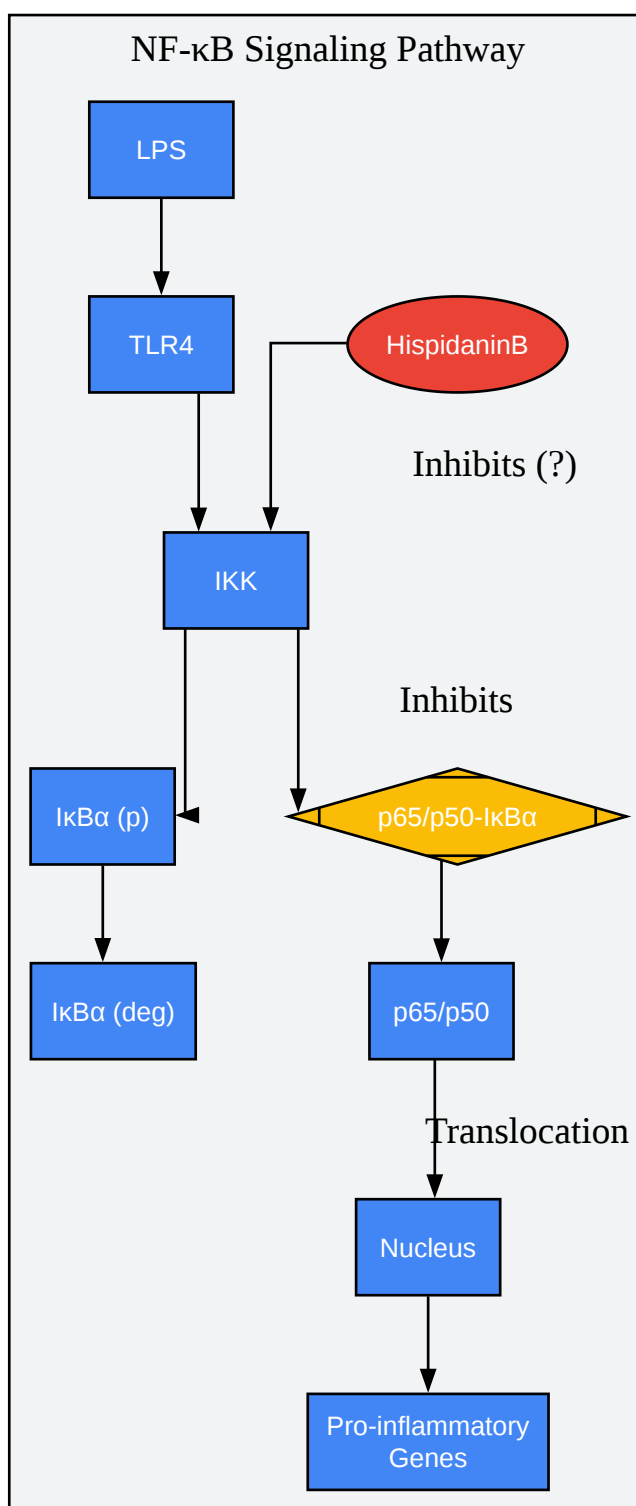 NF-κB Signaling Pathway
LPS
TLR4
HispidaninB
Inhibits (?)
IKK
Inhibits
IκBα (p)
p65/p50-IκBα
IκBα (deg)
p65/p50
Translocation
Nucleus
Pro-inflammatory
Genes